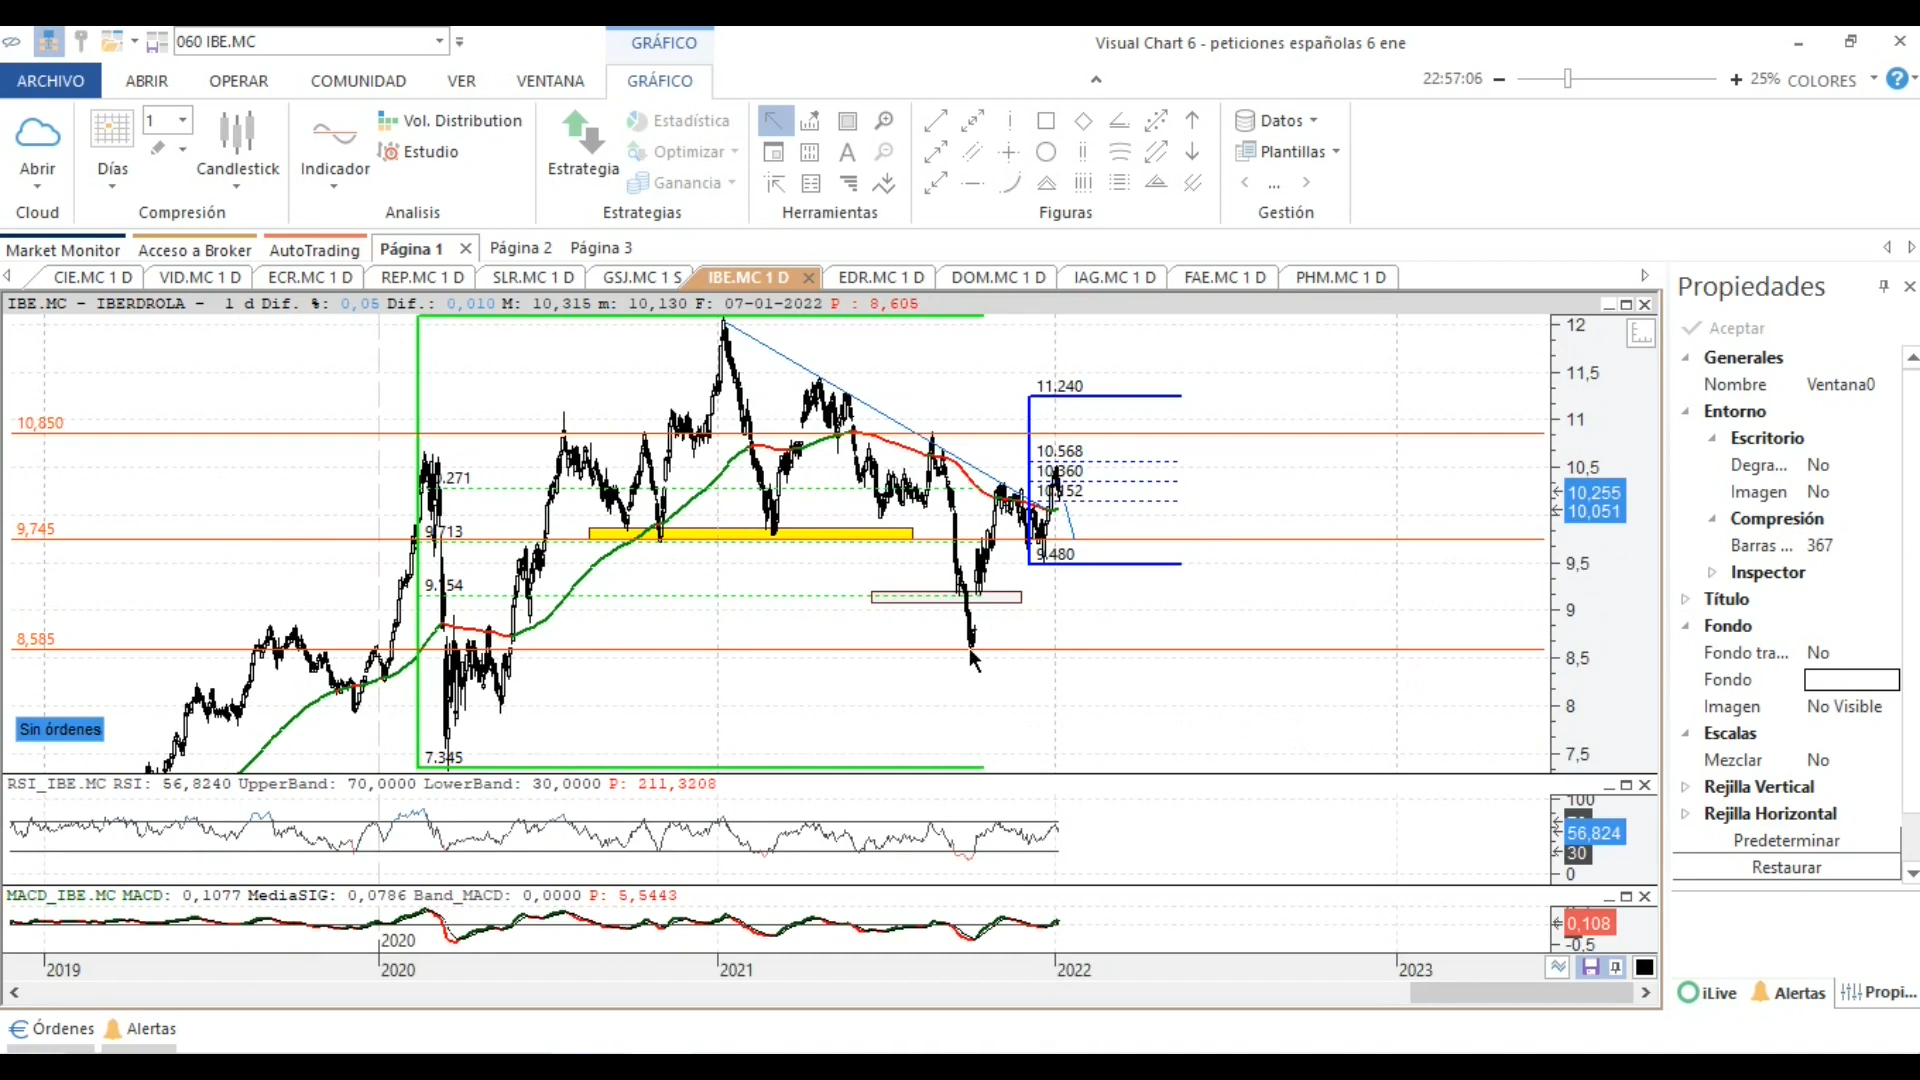 060 IBE.MC
GRÁFICO
Visual Chart 6 - peticiones españolas 6 ene
ARCHIVO
ABRIR
OPERAR
COMUNIDAD
VER
VENTANA
GRÁFICO
22:57:06
25%
COLORES
?
1
Vol. Distribution
Estadística
Datos
Estudio
Optimizar
Plantillas
Abrir
Días
Candlestick
Indicador
Estrategia
Ganancia
Cloud
Compresión
Analisis
Estrategias
Herramientas
Figuras
Gestión
Market Monitor
Acceso a Broker
AutoTrading
Página 1
Página 2
Página 3
CIE.MC 1 D
VID.MC 1 D
ECR.MC 1 D
REP.MC 1 D
SLR.MC 1 D
GSJ.MC 1 S
IBE.MC 1 D
EDR.MC 1 D
DOM.MC 1 D
IAG.MC 1 D
FAE.MC 1 D
PHM.MC 1 D
IBE.MC - IBERDROLA - 1 d Dif. %: 0,05 Dif.: 0,010 M: 10,315 m: 10,130 F: 07-01-2022 P : 8,605
12
11,5
11
10,5
10,255
10,051
9,5
9
8,5
8
7,5
11,240
10,850
10,568
10,360
10,152
9,745
9,713
9,480
9,154
8,585
7.345
Sin órdenes
RSI_IBE.MC RSI: 56,8240 UpperBand: 70,0000 LowerBand: 30,0000 P: 211,3208
100
56,824
30
0
MACD_IBE.MC MACD: 0,1077 MediaSIG: 0,0786 Band_MACD: 0,0000 P: 5,5443
0,108
-0,5
2020
2019
2020
2021
2022
2023
Órdenes
Alertas
Propiedades
Aceptar
Generales
Nombre Ventana0
Entorno
Escritorio
Degra... No
Imagen No
Compresión
Barras ... 367
Inspector
Título
Fondo
Fondo tra... No
Fondo
Imagen No Visible
Escalas
Mezclar No
Rejilla Vertical
Rejilla Horizontal
Predeterminar
Restaurar
iLive
Alertas
Propi...